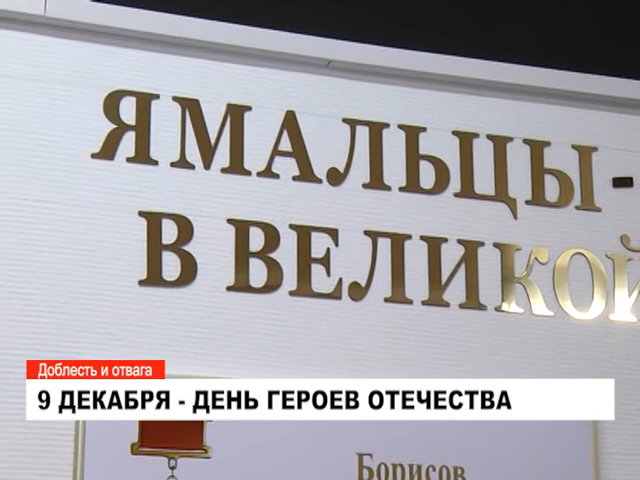 ЯМАЛЬЦЫ -
В ВЕЛИКОЙ
Доблесть и отвага
9 ДЕКАБРЯ - ДЕНЬ ГЕРОЕВ ОТЕЧЕСТВА
Борисов